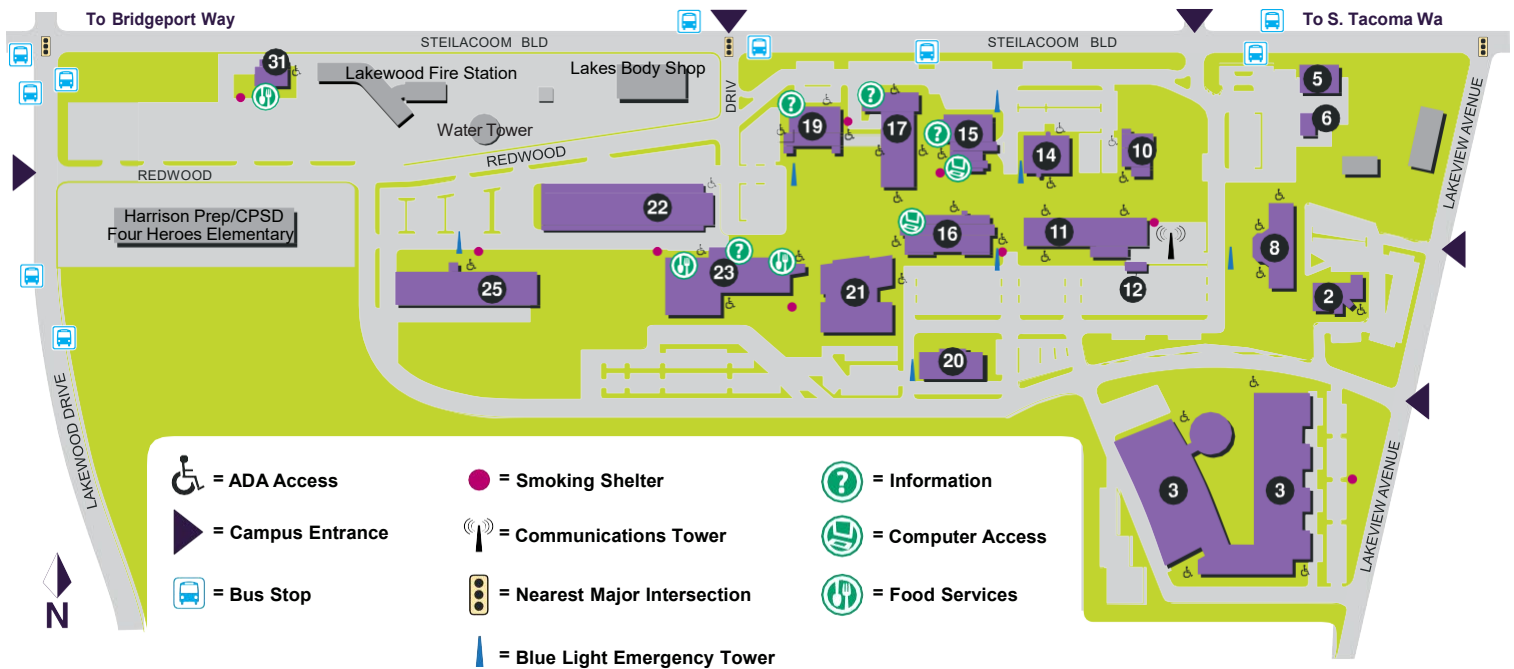 To Bridgeport Way
To S. Tacoma Wa
STEILACOOM BLD
STEILACOOM BLD
31
Lakewood Fire Station
Lakes Body Shop
DRIV
5
6
LAKEVIEW AVENUE
Water Tower
19
17
15
14
10
REDWOOD
REDWOOD
Harrison Prep/CPSD
Four Heroes Elementary
22
16
11
8
25
23
21
12
2
20
LAKEWOOD DRIVE
3
3
LAKEVIEW AVENUE
= ADA Access
= Smoking Shelter
? = Information
= Campus Entrance
= Communications Tower
= Computer Access
= Bus Stop
= Nearest Major Intersection
= Food Services
= Blue Light Emergency Tower
N
?
?
?
?